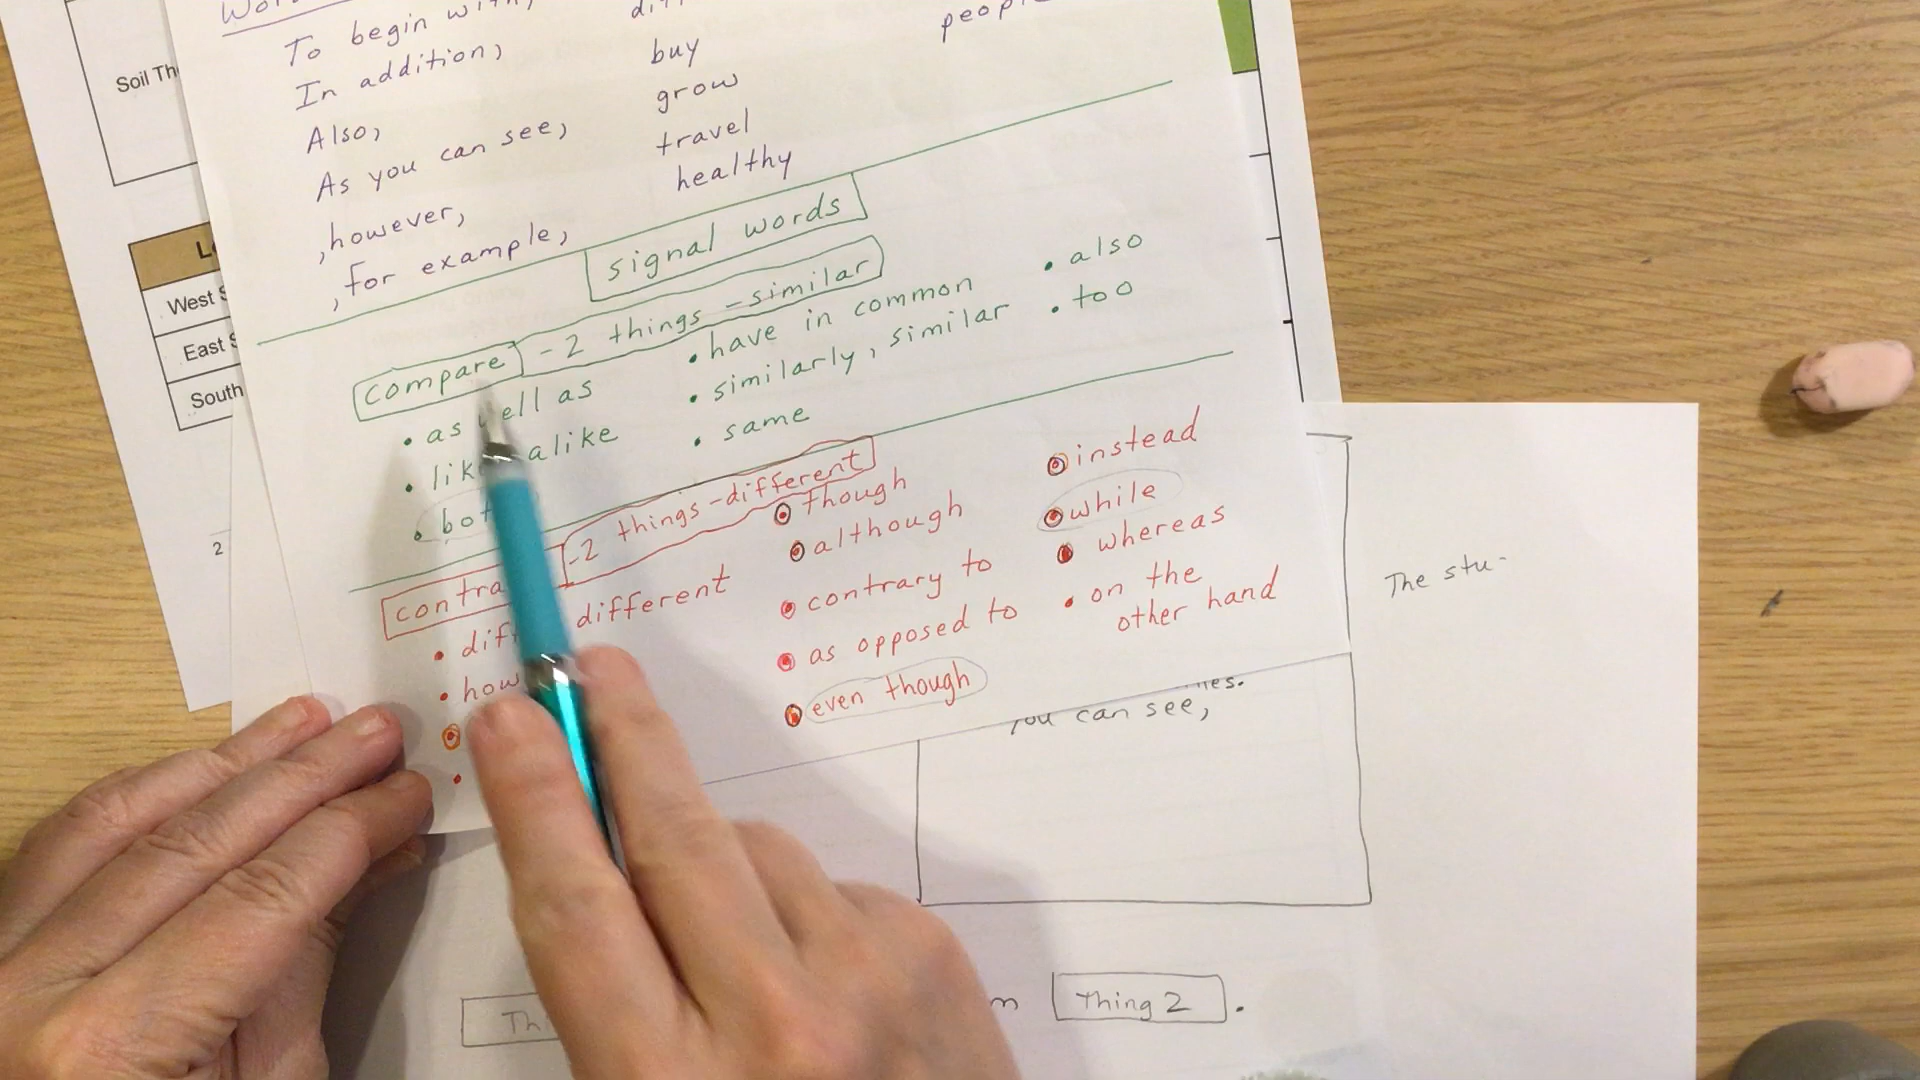 To begin with,
In addition,
Also,
As you can see,
,however,
,for example,
buy
grow
travel
healthy
signal words
compare -2 things -similar
• as well as
• alike
•
• have in common
• similarly, similar
• same
• also
• too
-2 things -different
• different
•
•
•
• though
• although
• contrary to
• as opposed to
• even though
• instead
• while
• whereas
• on the
other hand
Soil
West
East
South
2
The stu-
you can see,
Thing 2 .